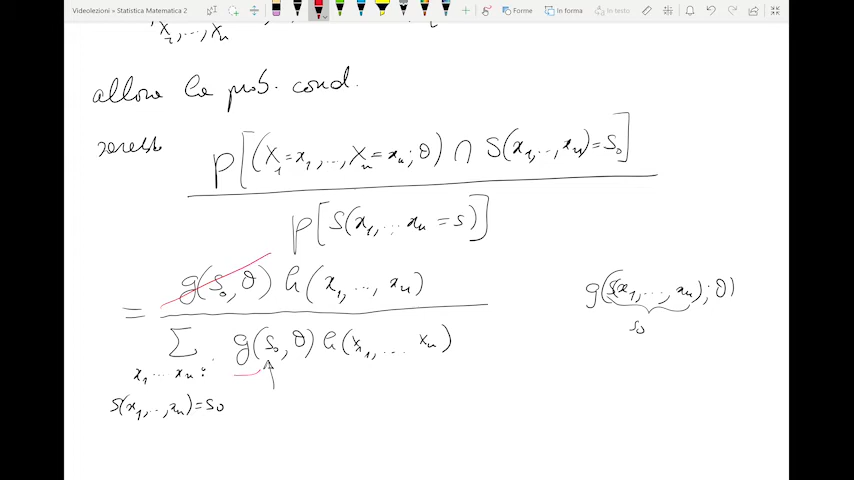 Videolezioni » Statistica Matematica 2
Forme
In forma
In testo
X_2,...,X_n
allora la prob. cond.
sarebbe
P[(X_1=x_1,...,X_n=x_n;θ) ∩ S(x_1,...,x_n)=s_0]
P[S(x_1,...x_n=s)]
g(s_0,θ) h(x_1,...,x_n)
g(s(x_1,...,x_n);θ)
s_0
=
Σ g(s_0,θ) h(x_1,...x_n)
x_1...x_n:
S(x_1,..,x_n)=s_0